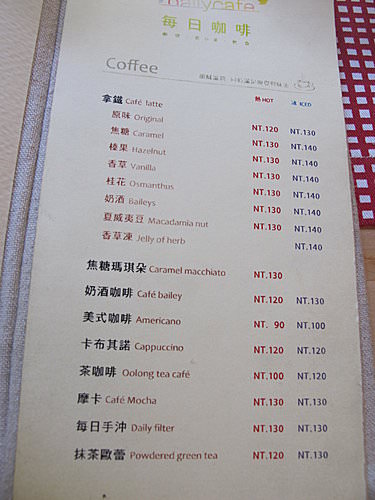 dailycafe
每日咖啡
Coffee
拿鐵 Café latte 熱 HOT 冰 ICED
原味 Original NT.120 NT.130
焦糖 Caramel NT.130 NT.140
榛果 Hazelnut NT.130 NT.140
香草 Vanilla NT.130 NT.140
桂花 Osmanthus NT.130 NT.140
奶酒 Baileys NT.130 NT.140
夏威夷豆 Macadamia nut NT.130 NT.140
香草凍 Jelly of herb NT.140
焦糖瑪琪朵 Caramel macchiato NT.130
奶酒咖啡 Café bailey NT.120 NT.130
美式咖啡 Americano NT. 90 NT.100
卡布其諾 Cappuccino NT.120 NT.120
茶咖啡 Oolong tea café NT.100 NT.120
摩卡 Café Mocha NT.130 NT.130
每日手沖 Daily filter NT.130 NT.130
抹茶歐蕾 Powdered green tea NT.120 NT.130